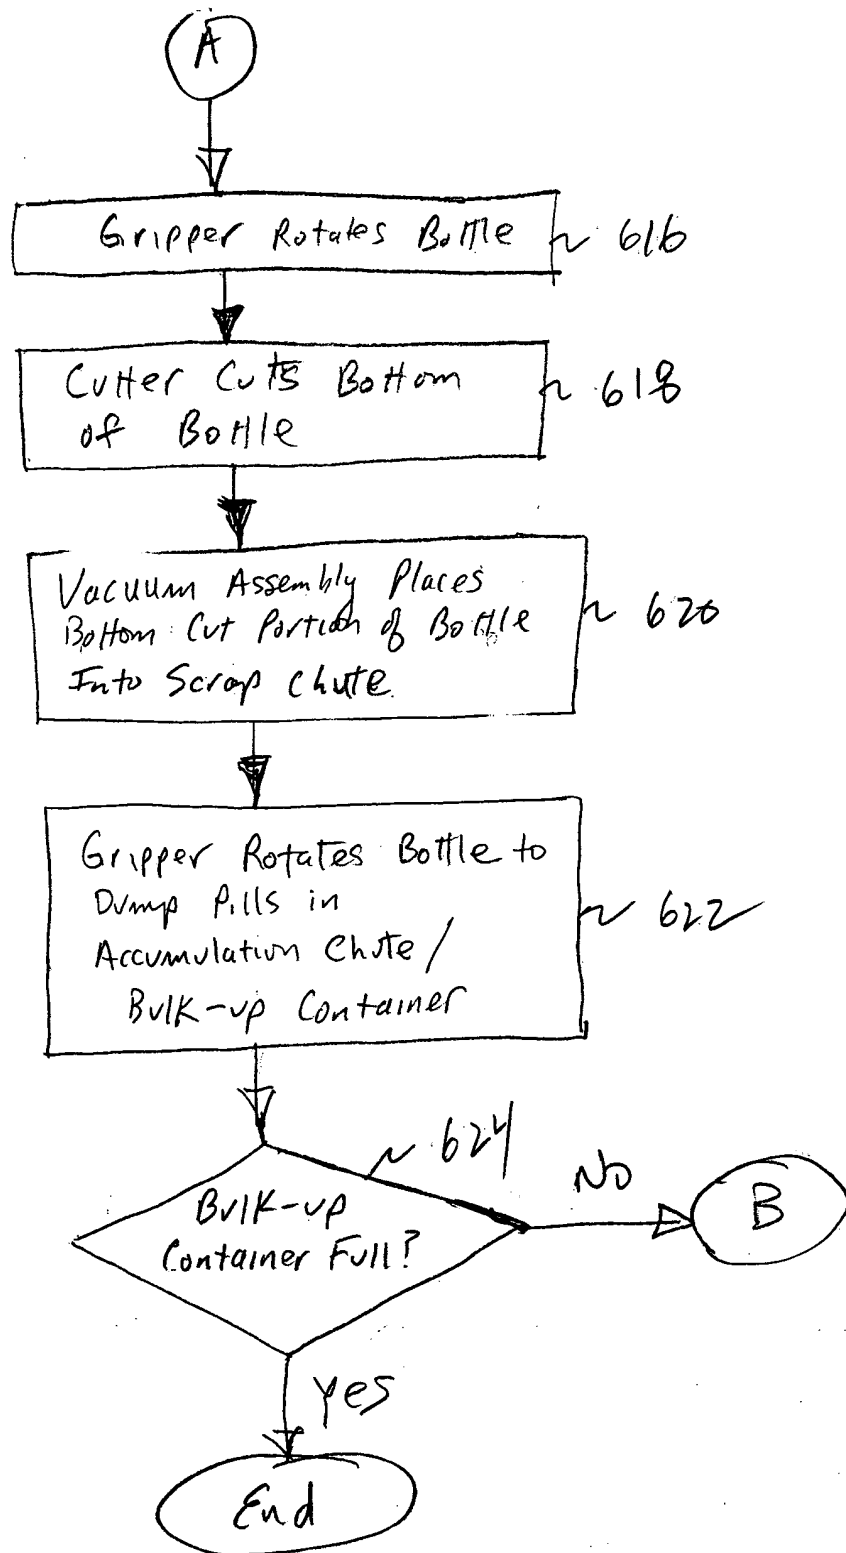 A
Gripper Rotates Bottle ~ 616
Cutter Cuts Bottom
of Bottle
~ 618
Vacuum Assembly Places
Bottom Cut Portion of Bottle
Into Scrap Chute.
~ 620
Gripper Rotates Bottle to
Dump Pills in
Accumulation Chute /
Bulk-up Container
~ 622
~ 624
Bulk-up
Container Full?
No
B
Yes
End